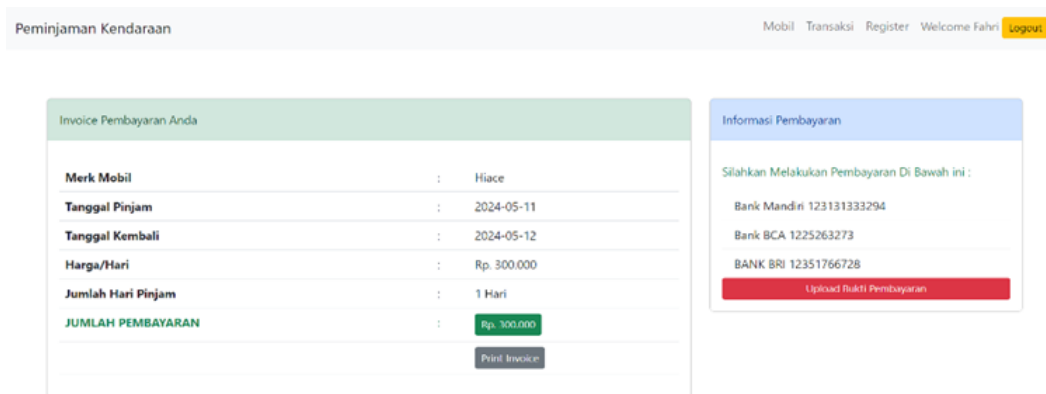 Peminjaman Kendaraan
Mobil Transaksi Register Welcome Fahri Logout
Invoice Pembayaran Anda
Merk Mobil : Hiace
Tanggal Pinjam : 2024-05-11
Tanggal Kembali : 2024-05-12
Harga/Hari : Rp. 300.000
Jumlah Hari Pinjam : 1 Hari
JUMLAH PEMBAYARAN : Rp. 300.000
Print Invoice
Informasi Pembayaran
Silahkan Melakukan Pembayaran Di Bawah ini :
Bank Mandiri 123131333294
Bank BCA 1225263273
BANK BRI 12351766728
Upload Bukti Pembayaran